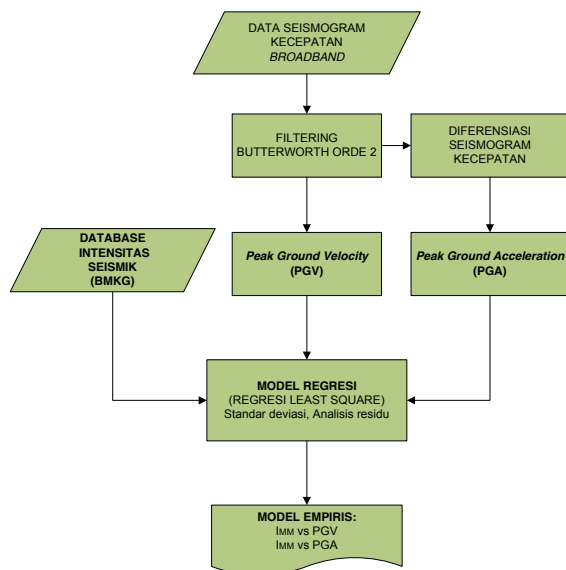 DATA SEISMOGRAM
KECEPATAN
BROADBAND
FILTERING
BUTTERWORTH ORDE 2
DIFERENSIASI
SEISMOGRAM
KECEPATAN
DATABASE
INTENSITAS
SEISMIK
(BMKG)
Peak Ground Velocity
(PGV)
Peak Ground Acceleration
(PGA)
MODEL REGRESI
(REGRESI LEAST SQUARE)
Standar deviasi, Analisis residu
MODEL EMPIRIS:
IMM vs PGV
IMM vs PGA